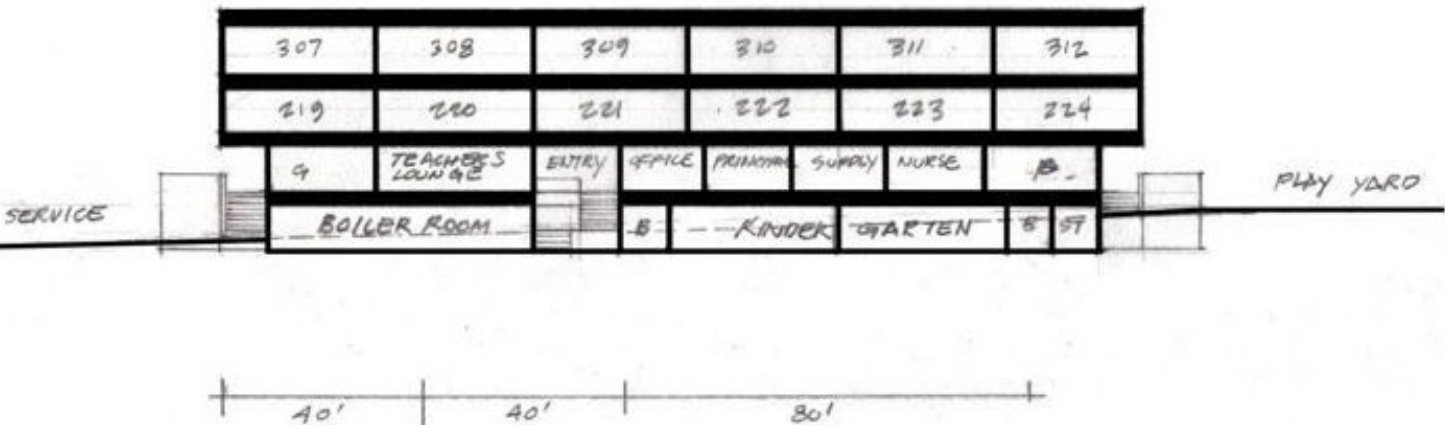 307 308 309 310 311 312
219 220 221 222 223 224
G TEACHERS ENTRY OFFICE PRINCIPAL SUPPLY NURSE B
LOUNGE
PLAY YARD
SERVICE
BOILER ROOM B KINDER GARTEN B ST
40' 40' 80'